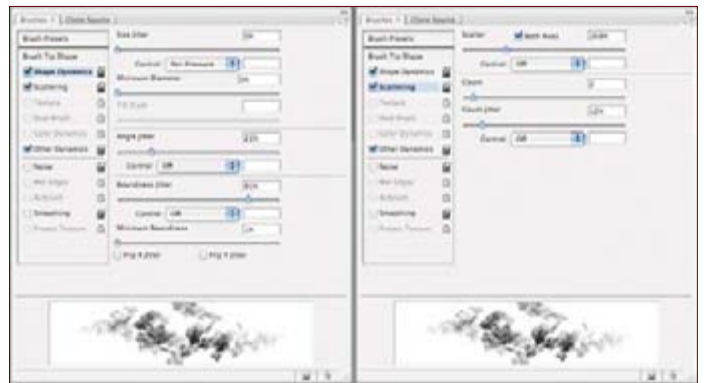 Brushes × Clone Source
Brush Presets
Brush Tip Shape
Shape Dynamics
Scattering
Texture
Dual Brush
Color Dynamics
Other Dynamics
Noise
Wet Edges
Airbrush
Smoothing
Protect Texture
Size Jitter
Control: Pen Pressure
Minimum Diameter
Tilt Scale
Angle Jitter
Control: Off
Roundness Jitter
Control: Off
Minimum Roundness
Flip X Jitter Flip Y Jitter
Brushes × Clone Source
Brush Presets
Brush Tip Shape
Shape Dynamics
Scattering
Texture
Dual Brush
Color Dynamics
Other Dynamics
Noise
Wet Edges
Airbrush
Smoothing
Protect Texture
Scatter Both Axes
Control: Off
Count
Count Jitter
Control: Off